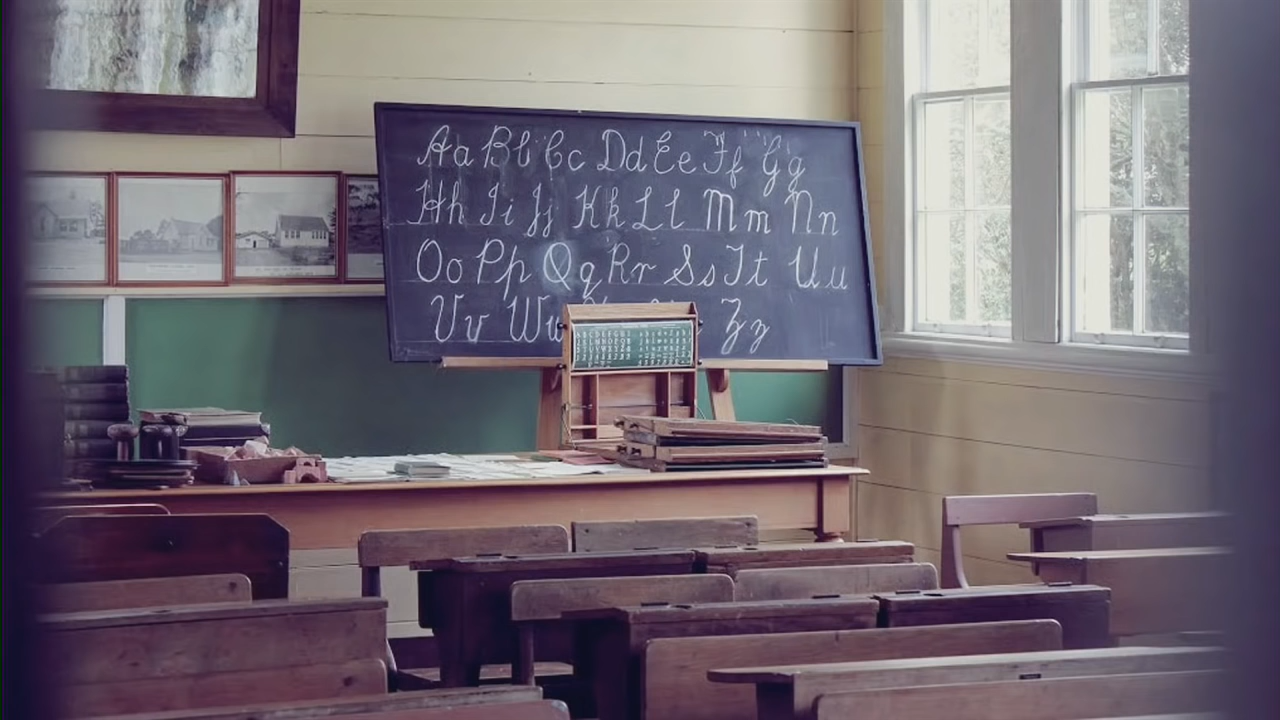 Aa Bb Cc Dd Ee Ff Gg
Hh Ii Jj Kk Ll Mm Nn
Oo Pp Qq Rr Ss Tt Uu
Vv Ww Zz